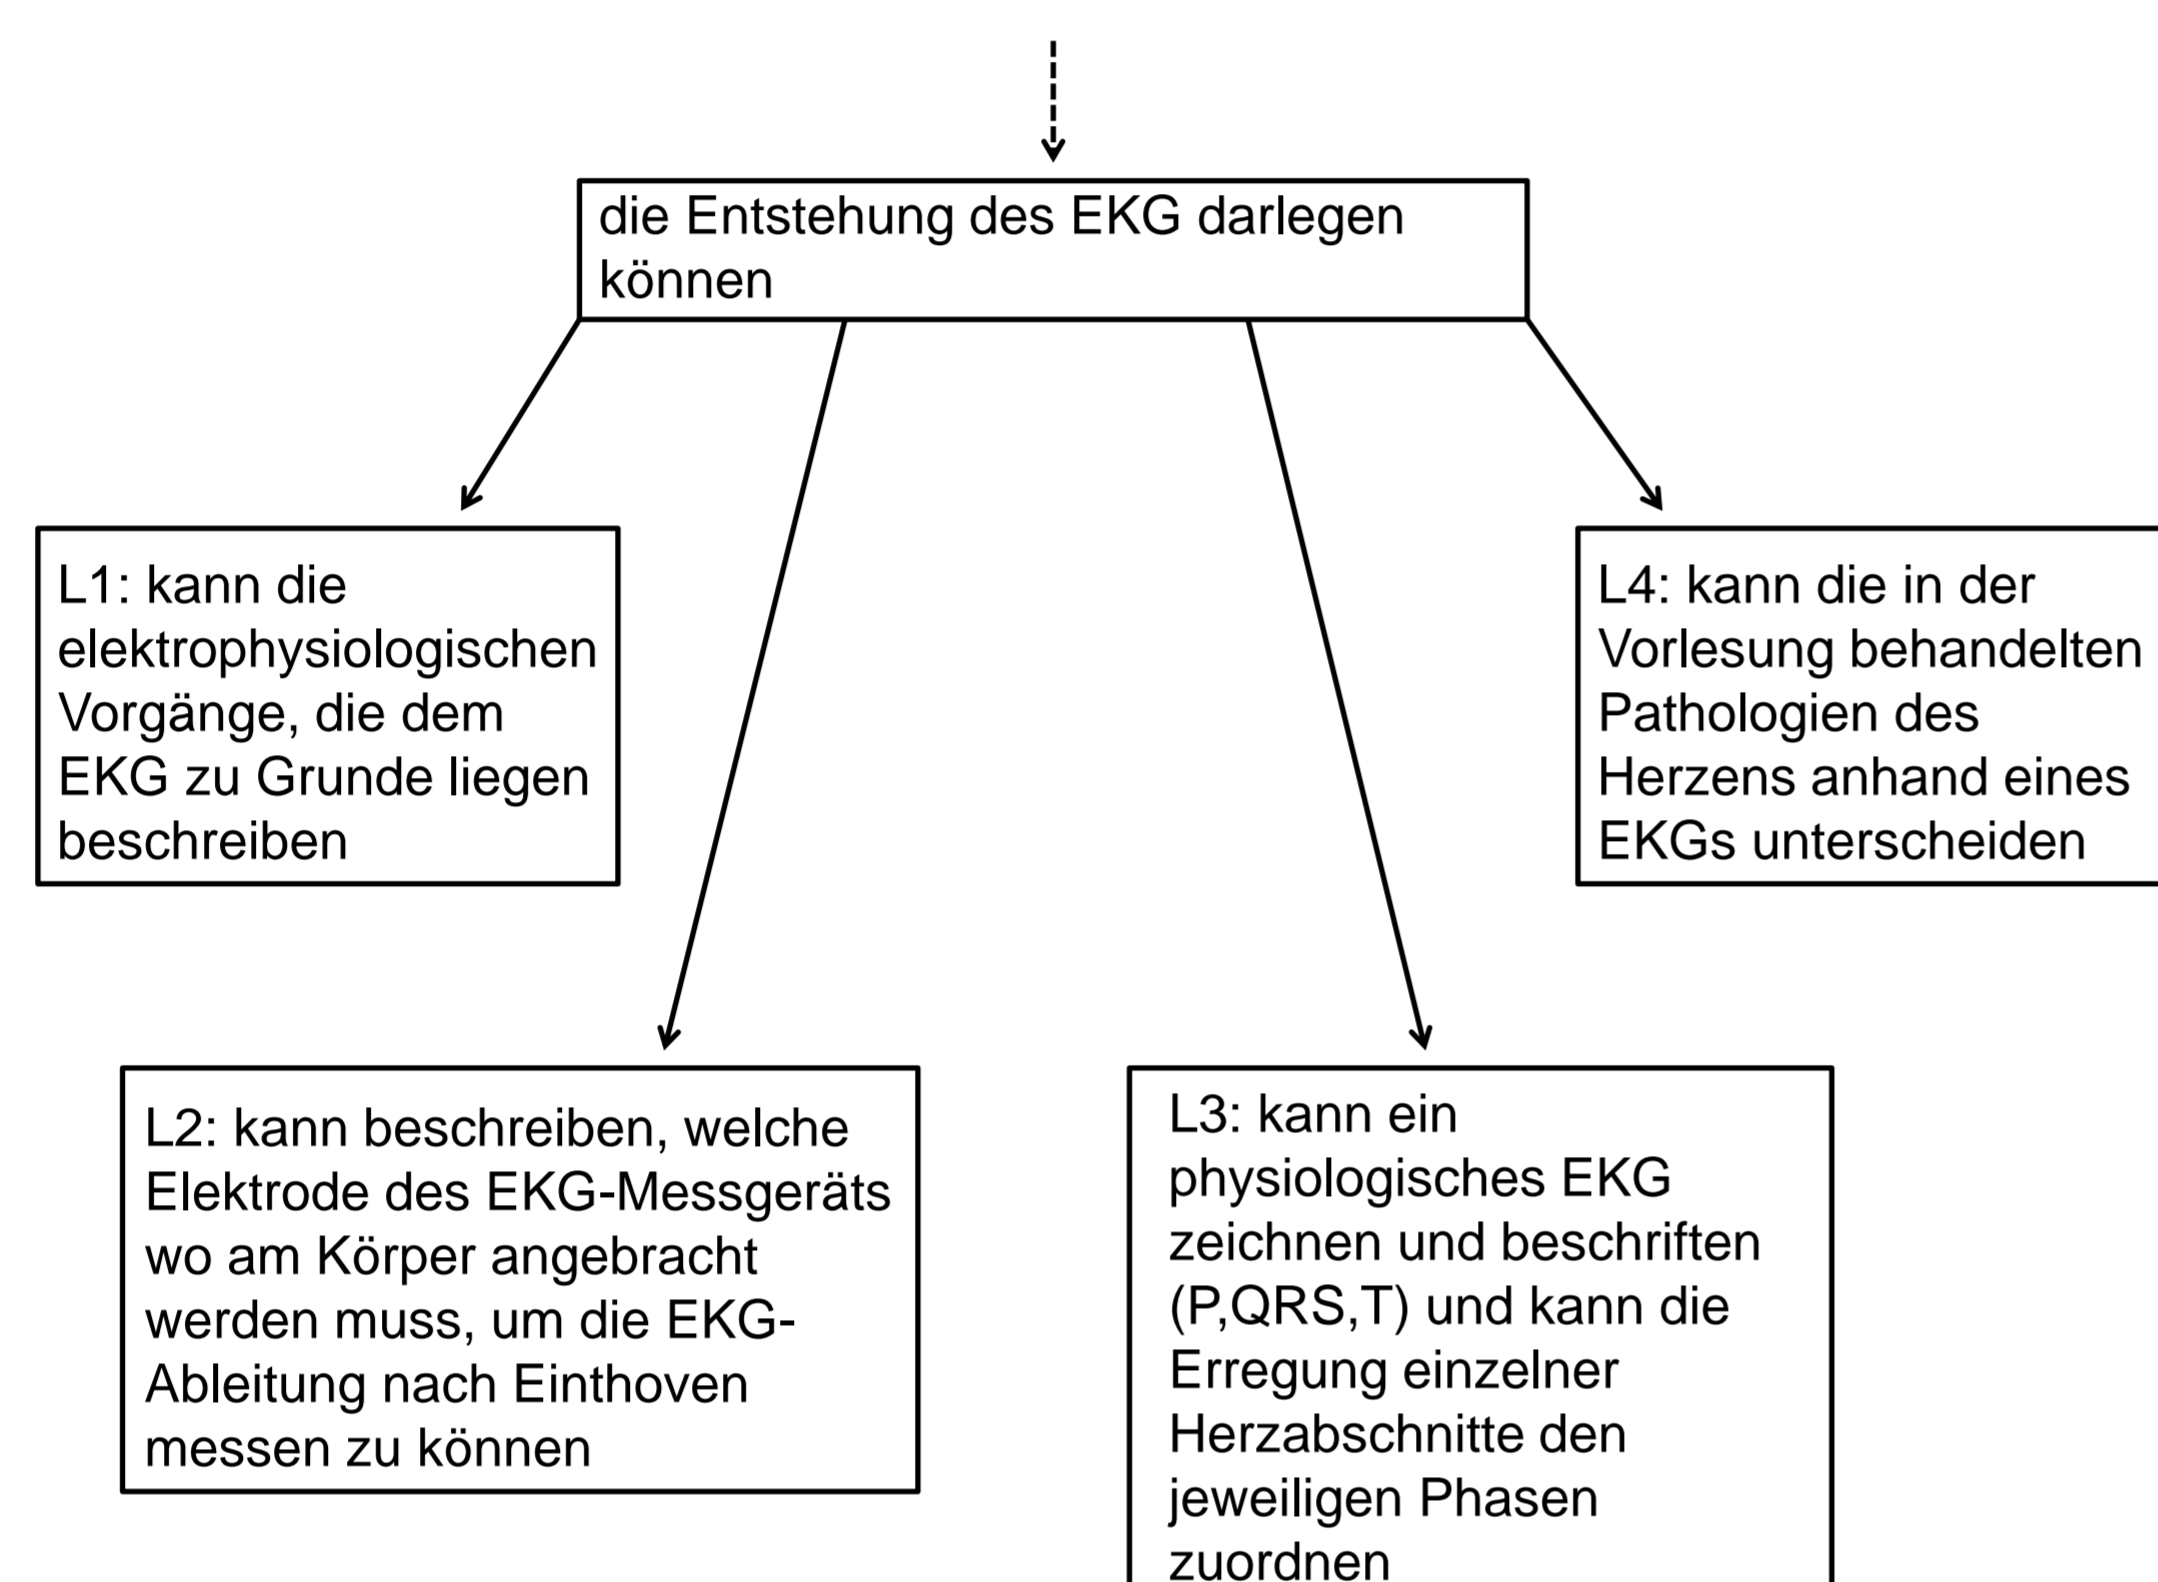 die Entstehung des EKG darlegen
können
L1: kann die
elektrophysiologischen
Vorgänge, die dem
EKG zu Grunde liegen
beschreiben
L4: kann die in der
Vorlesung behandelten
Pathologien des
Herzens anhand eines
EKGs unterscheiden
L2: kann beschreiben, welche
Elektrode des EKG-Messgeräts
wo am Körper angebracht
werden muss, um die EKG-
Ableitung nach Einthoven
messen zu können
L3: kann ein
physiologisches EKG
zeichnen und beschriften
(P,QRS,T) und kann die
Erregung einzelner
Herzabschnitte den
jeweiligen Phasen
zuordnen